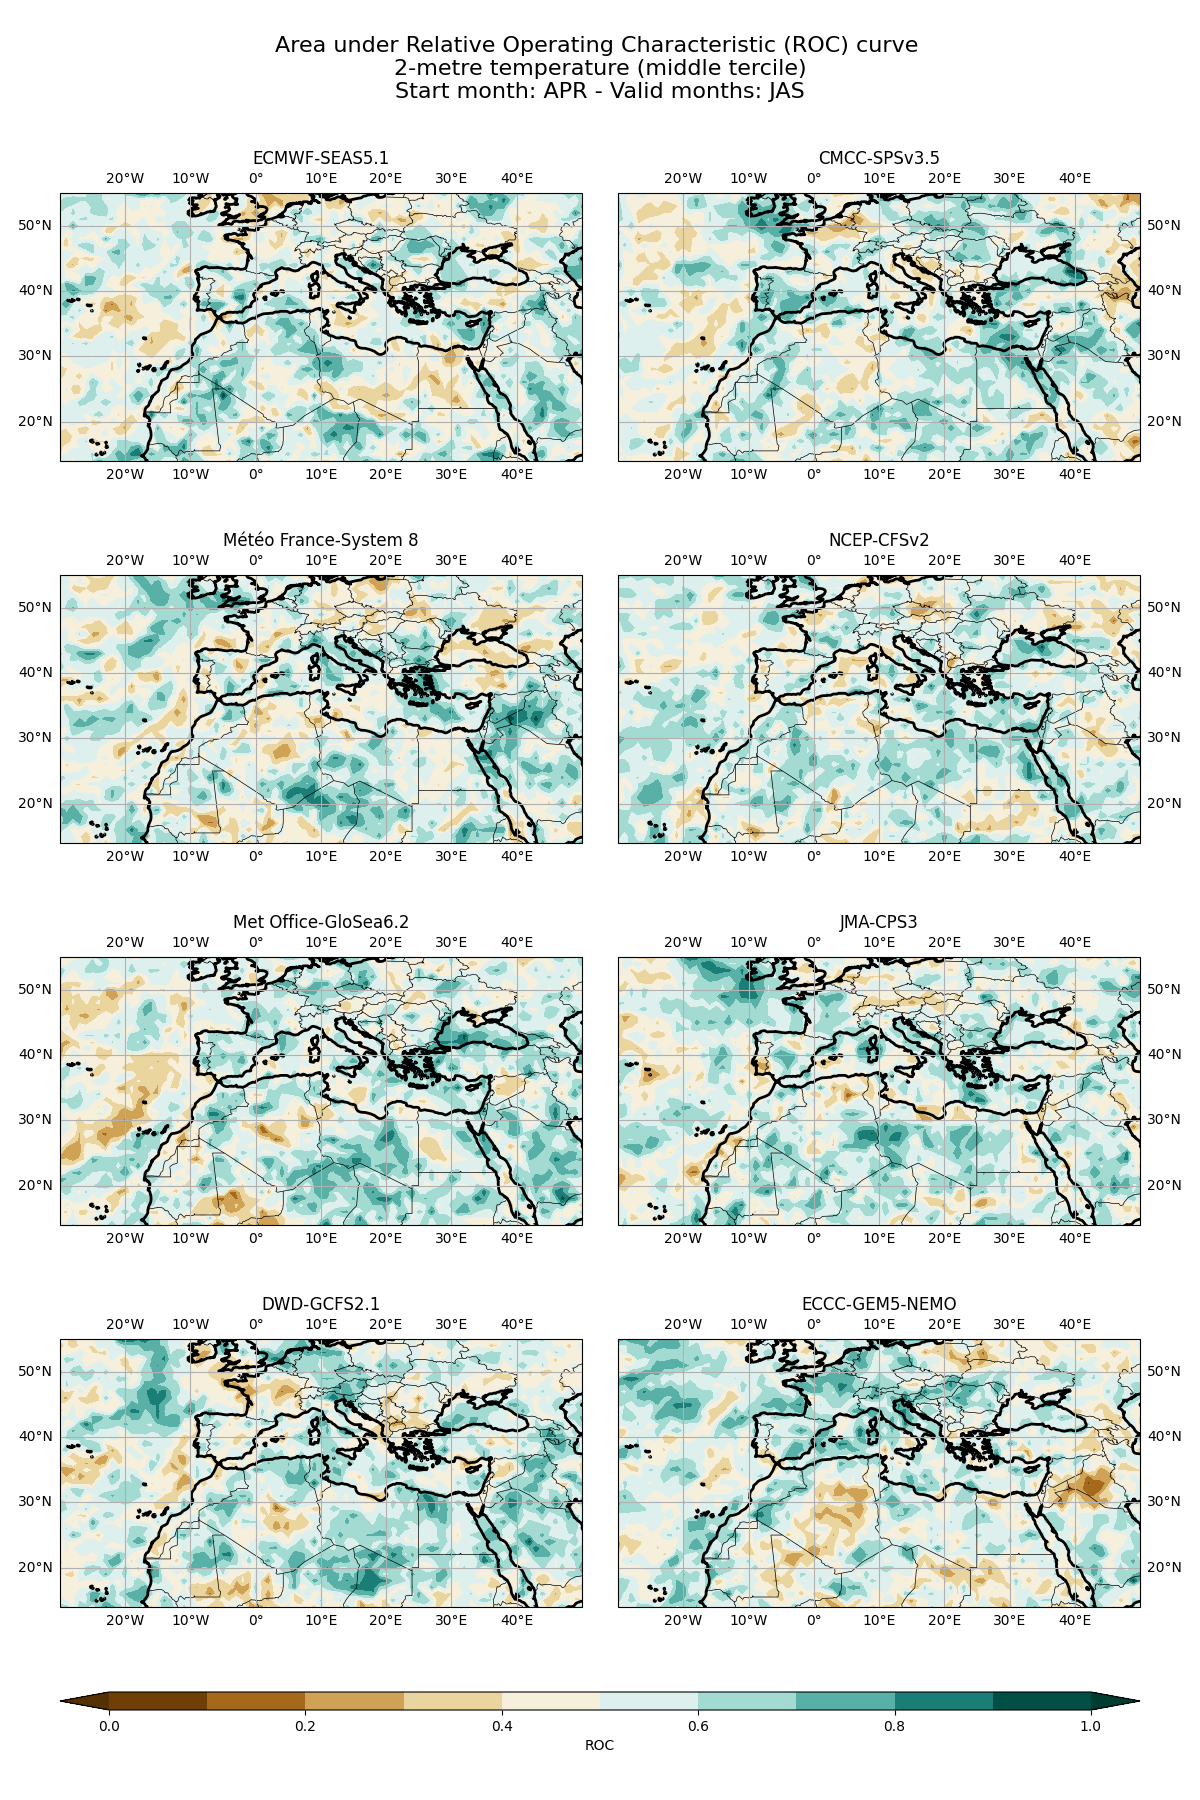 Area under Relative Operating Characteristic (ROC) curve
2-metre temperature (middle tercile)
Start month: APR - Valid months: JAS
ECMWF-SEAS5.1
20°W 10°W 0° 10°E 20°E 30°E 40°E
50°N
40°N
30°N
20°N
20°W 10°W 0° 10°E 20°E 30°E 40°E
CMCC-SPSv3.5
20°W 10°W 0° 10°E 20°E 30°E 40°E
50°N
40°N
30°N
20°N
20°W 10°W 0° 10°E 20°E 30°E 40°E
Météo France-System 8
20°W 10°W 0° 10°E 20°E 30°E 40°E
50°N
40°N
30°N
20°N
20°W 10°W 0° 10°E 20°E 30°E 40°E
NCEP-CFSv2
20°W 10°W 0° 10°E 20°E 30°E 40°E
50°N
40°N
30°N
20°N
20°W 10°W 0° 10°E 20°E 30°E 40°E
Met Office-GloSea6.2
20°W 10°W 0° 10°E 20°E 30°E 40°E
50°N
40°N
30°N
20°N
20°W 10°W 0° 10°E 20°E 30°E 40°E
JMA-CPS3
20°W 10°W 0° 10°E 20°E 30°E 40°E
50°N
40°N
30°N
20°N
20°W 10°W 0° 10°E 20°E 30°E 40°E
DWD-GCFS2.1
20°W 10°W 0° 10°E 20°E 30°E 40°E
50°N
40°N
30°N
20°N
20°W 10°W 0° 10°E 20°E 30°E 40°E
ECCC-GEM5-NEMO
20°W 10°W 0° 10°E 20°E 30°E 40°E
50°N
40°N
30°N
20°N
20°W 10°W 0° 10°E 20°E 30°E 40°E
0.0 0.2 0.4 0.6 0.8 1.0
ROC